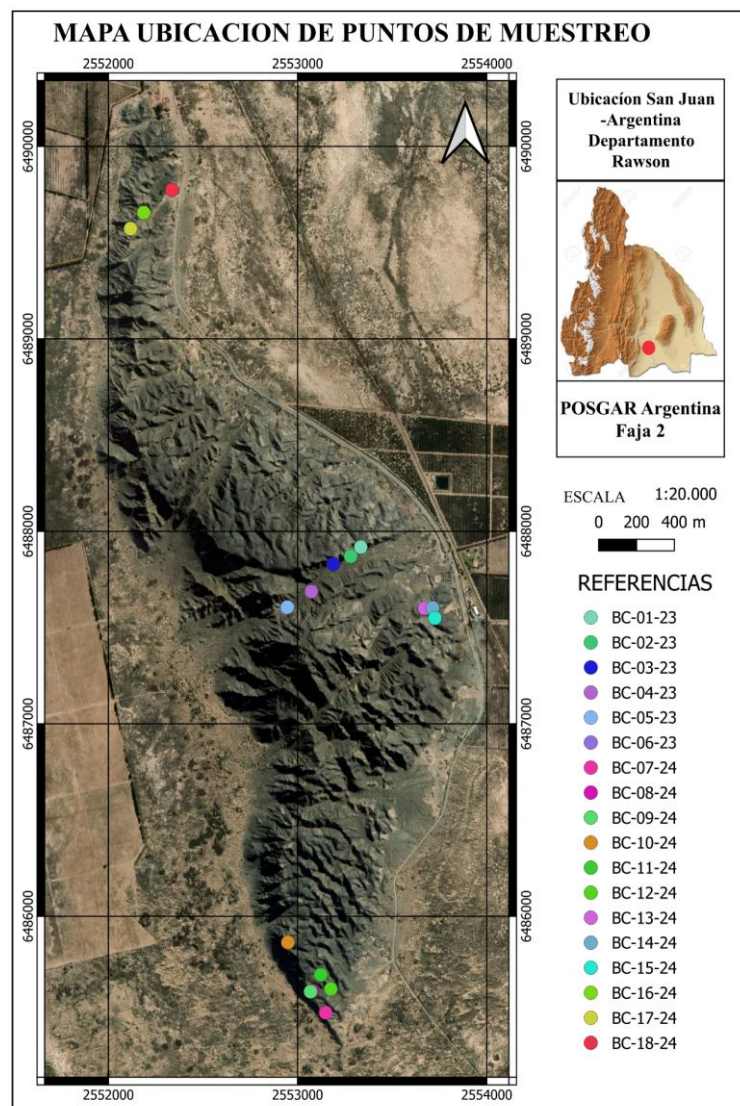 MAPA UBICACION DE PUNTOS DE MUESTREO
2552000
2553000
2554000
6490000
6490000
6489000
6489000
6488000
6488000
6487000
6487000
6486000
6486000
2552000
2553000
2554000
Ubicacíon San Juan
-Argentina
Departamento
Rawson
POSGAR Argentina
Faja 2
ESCALA 1:20.000
0 200 400 m
REFERENCIAS
BC-01-23
BC-02-23
BC-03-23
BC-04-23
BC-05-23
BC-06-23
BC-07-24
BC-08-24
BC-09-24
BC-10-24
BC-11-24
BC-12-24
BC-13-24
BC-14-24
BC-15-24
BC-16-24
BC-17-24
BC-18-24